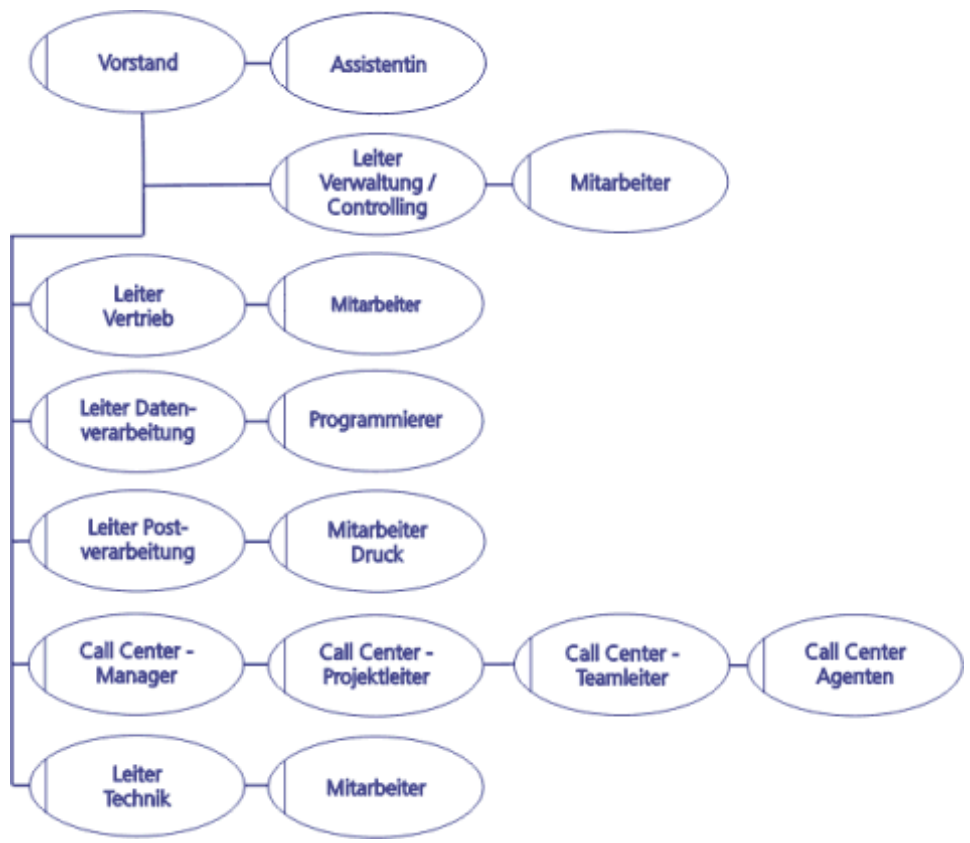 Vorstand
Assistentin
Leiter
Verwaltung /
Controlling
Mitarbeiter
Leiter
Vertrieb
Mitarbeiter
Leiter Daten-
verarbeitung
Programmierer
Leiter Post-
verarbeitung
Mitarbeiter
Druck
Call Center -
Manager
Call Center -
Projektleiter
Call Center -
Teamleiter
Call Center
Agenten
Leiter
Technik
Mitarbeiter